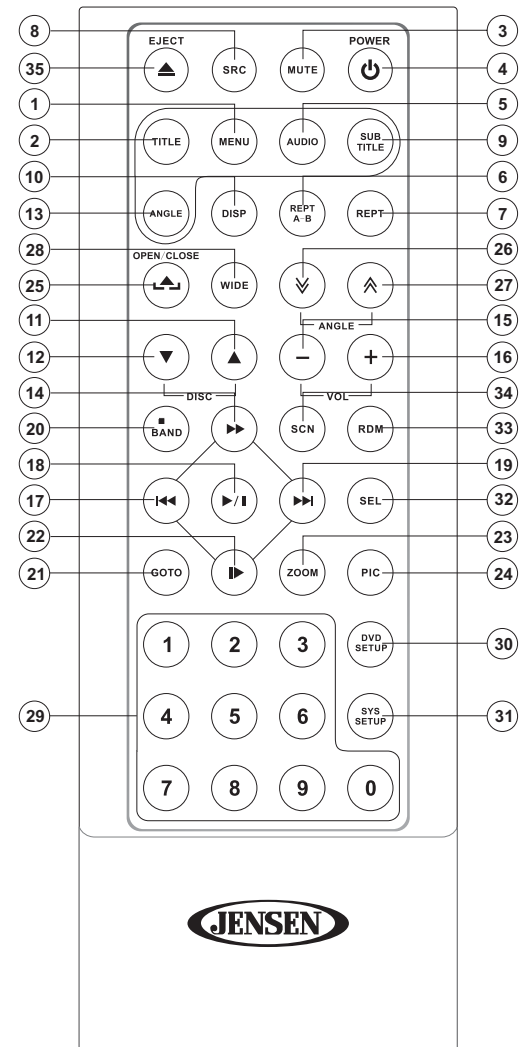 8 3
EJECT POWER
35 SRC MUTE 4
1 5
2 TITLE MENU AUDIO SUB TITLE 9
10 6
13 ANGLE DISP REPT A-B REPT 7
28 OPEN/CLOSE 26
25 WIDE 27
11 ANGLE 15
12 - + 16
14 DISC VOL 34
20 BAND SCN RDM 33
18 19
17 SEL 32
22 23
21 GOTO ZOOM PIC 24
1 2 3 DVD SETUP 30
29 4 5 6 SYS SETUP 31
7 8 9 0
JENSEN